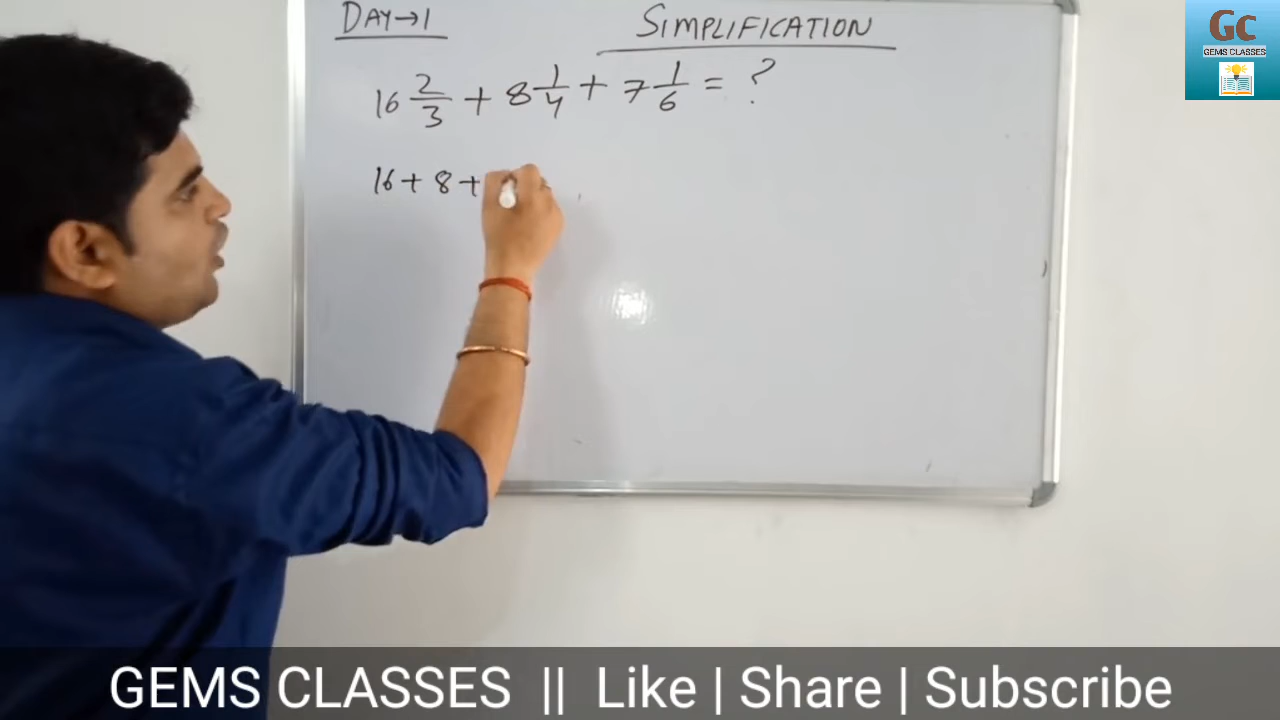 DAY→1
SIMPLIFICATION
16 2/3 + 8 1/4 + 7 1/6 = ?
16 + 8 +
GC
GEMS CLASSES
GEMS CLASSES || Like | Share | Subscribe